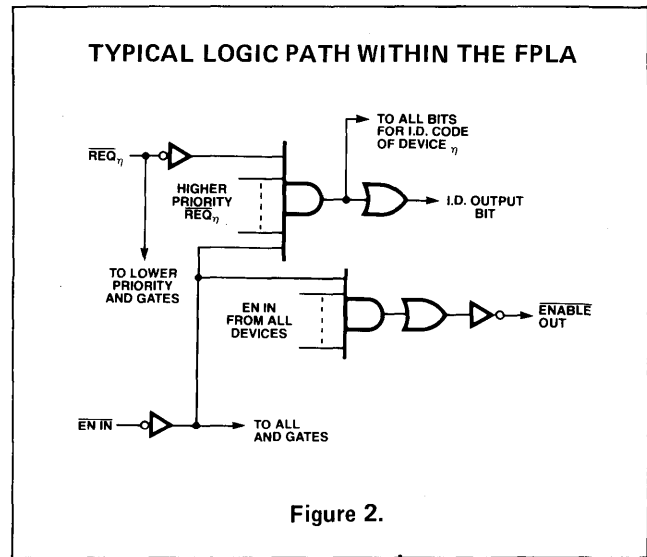 TYPICAL LOGIC PATH WITHIN THE FPLA
TO ALL BITS
FOR I.D. CODE
OF DEVICE η
REQη
HIGHER
PRIORITY
REQη
I.D. OUTPUT
BIT
TO LOWER
PRIORITY
AND GATES
EN IN
FROM ALL
DEVICES
ENABLE
OUT
EN IN
TO ALL
AND GATES
Figure 2.